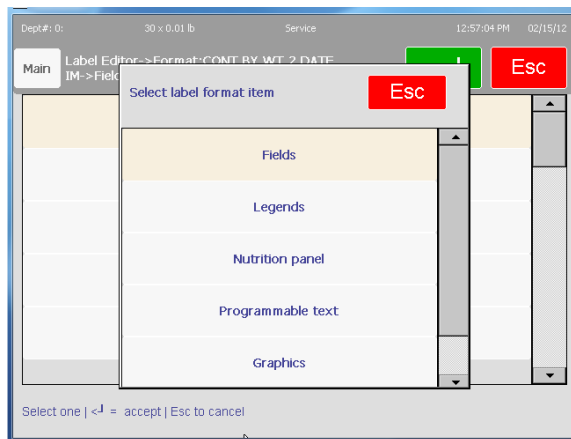 Dept#: 0: 30 x 0.01 lb Service 12:57:04 PM 02/15/12
Main
Label Editor->Format:CONT BY WT 2 DATE
IM->Field
Esc
Select label format item
Esc
Fields
Legends
Nutrition panel
Programmable text
Graphics
Select one | <┘ = accept | Esc to cancel